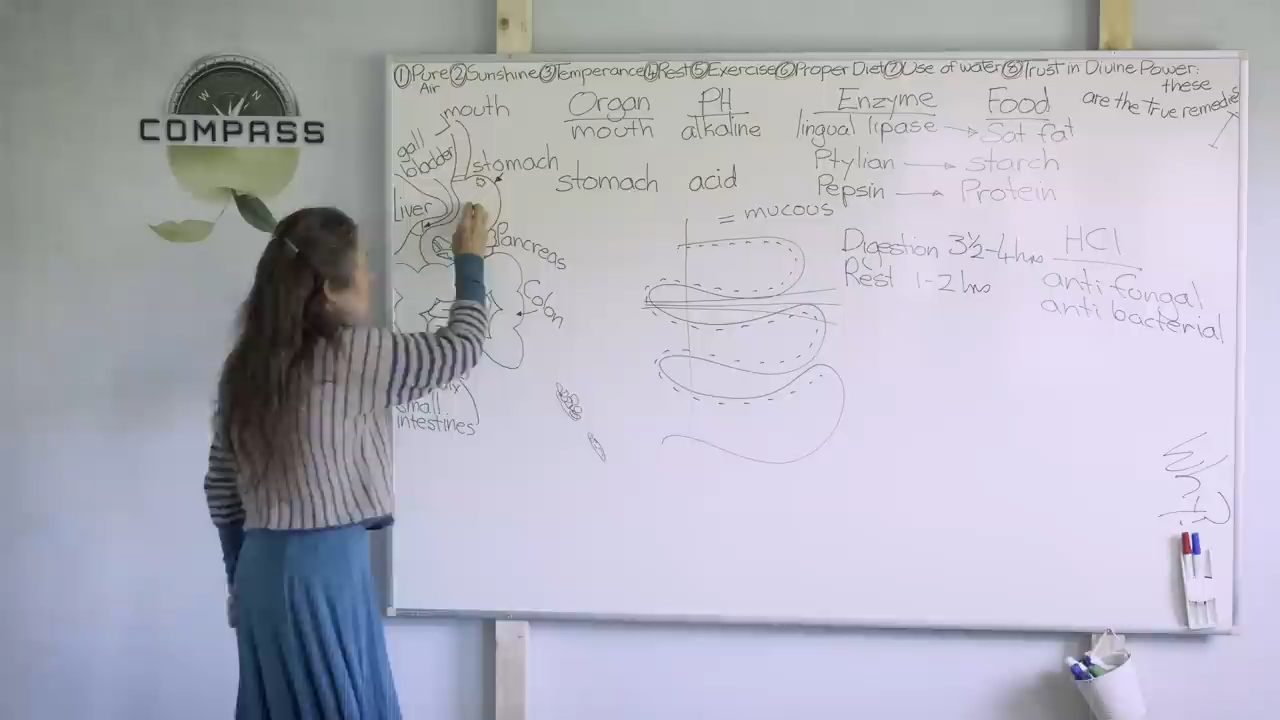 ①Pure ②Sunshine ③Temperance ④Rest ⑤Exercise ⑥Proper Diet ⑦Use of water ⑧Trust in Divine Power:
Air
these
are the true remedies
mouth
gall
bladder
stomach
Liver
Pancreas
Colon
small
intestines
Organ PH Enzyme Food
mouth alkaline lingual lipase → Sat fat
Ptylian → starch
stomach acid Pepsin → Protein
= mucous
Digestion 3½-4 hrs
Rest 1-2 hrs
HCl
anti fungal
anti bacterial
N
W
COMPASS